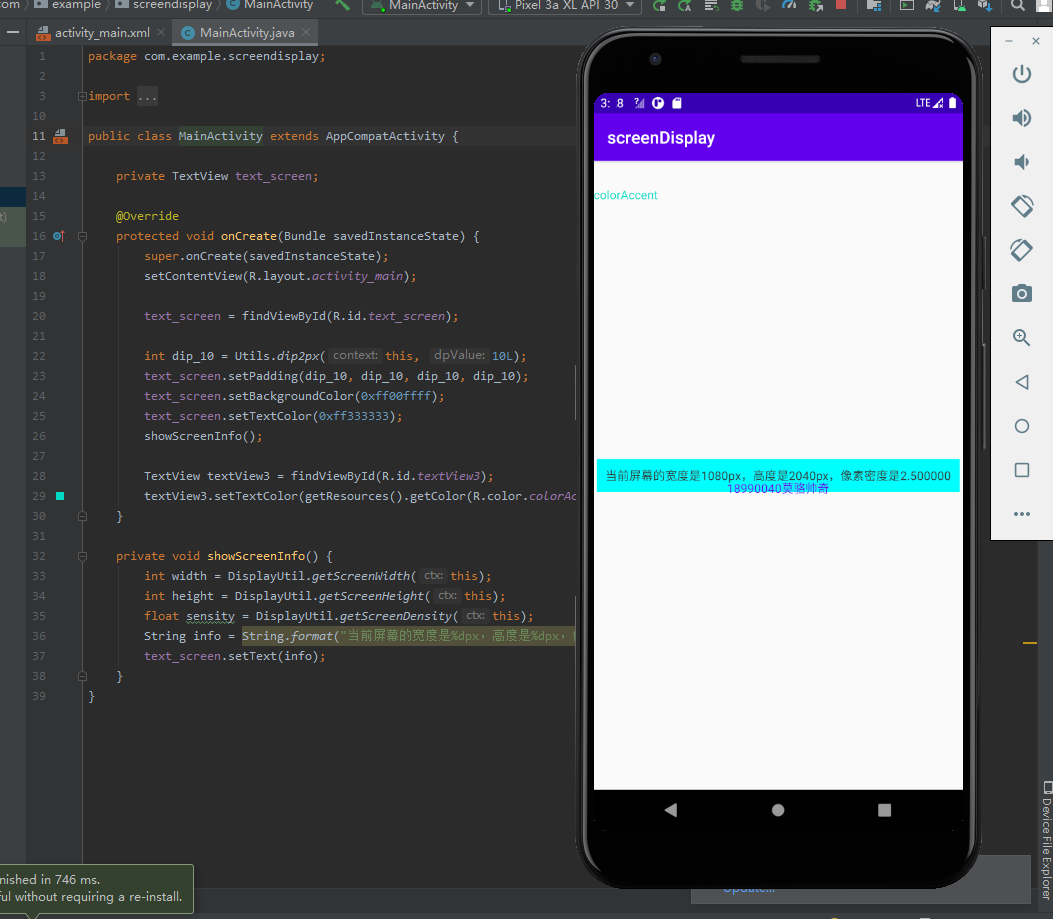 example screendisplay MainActivity MainActivity Pixel 3a XL API 30
activity_main.xml MainActivity.java
1 package com.example.screendisplay;
2
3 import ...
10
11 public class MainActivity extends AppCompatActivity {
12
13 private TextView text_screen;
14
15 @Override
16 protected void onCreate(Bundle savedInstanceState) {
17 super.onCreate(savedInstanceState);
18 setContentView(R.layout.activity_main);
19
20 text_screen = findViewById(R.id.text_screen);
21
22 int dip_10 = Utils.dip2px( context: this, dpValue: 10L);
23 text_screen.setPadding(dip_10, dip_10, dip_10, dip_10);
24 text_screen.setBackgroundColor(0xff00ffff);
25 text_screen.setTextColor(0xff333333);
26 showScreenInfo();
27
28 TextView textView3 = findViewById(R.id.textView3);
29 textView3.setTextColor(getResources().getColor(R.color.colorAc
30 }
31
32 private void showScreenInfo() {
33 int width = DisplayUtil.getScreenWidth( ctx: this);
34 int height = DisplayUtil.getScreenHeight( ctx: this);
35 float sensity = DisplayUtil.getScreenDensity( ctx: this);
36 String info = String.format("当前屏幕的宽度是%dpx，高度是%dpx，
37 text_screen.setText(info);
38 }
39 }
3: 8 LTE
screenDisplay
colorAccent
当前屏幕的宽度是1080px，高度是2040px，像素密度是2.500000
18990040莫骆帅奇
Device File Explorer
nished in 746 ms.
ful without requiring a re-install.
Update...